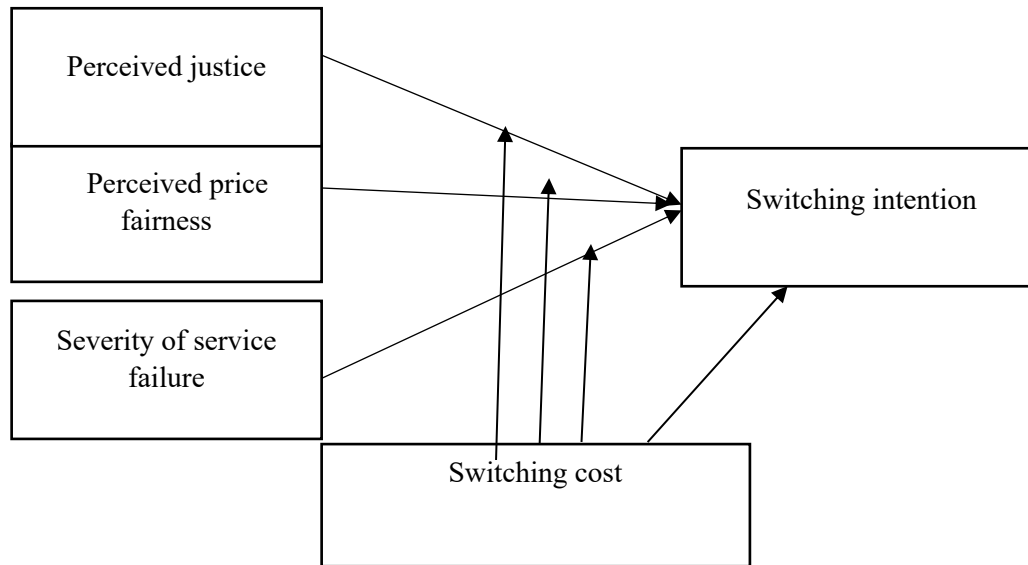 Perceived justice
Perceived price
fairness
Switching intention
Severity of service
failure
Switching cost